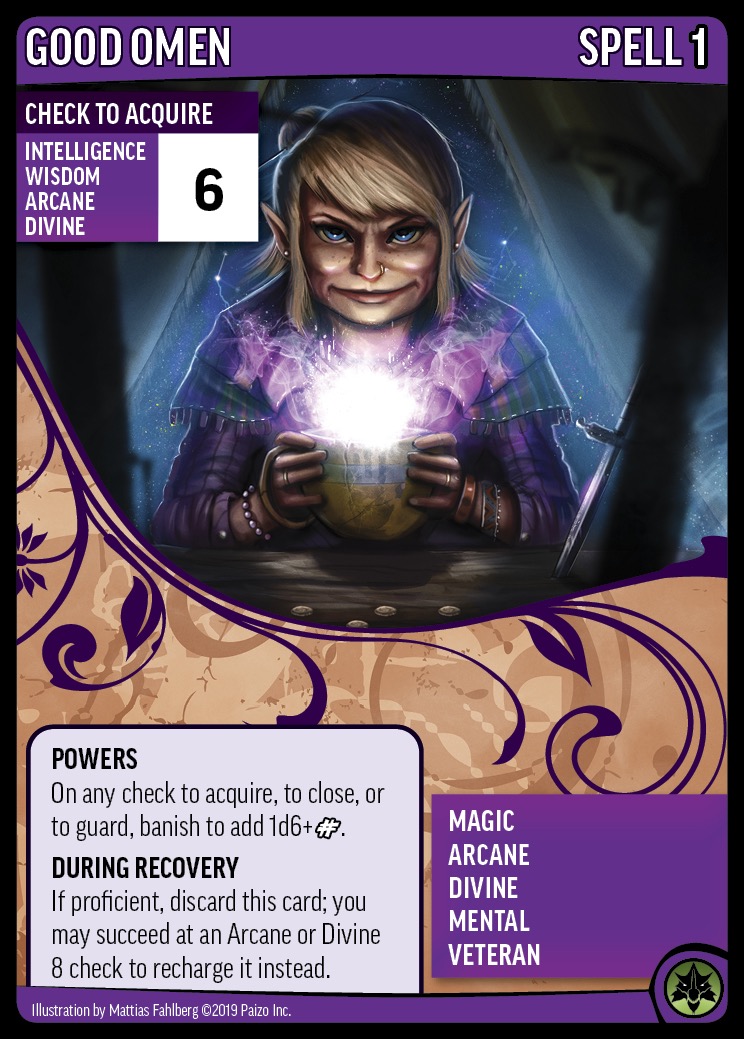 GOOD OMEN
SPELL 1
CHECK TO ACQUIRE
INTELLIGENCE
WISDOM
ARCANE
DIVINE
6
POWERS
On any check to acquire, to close, or
to guard, banish to add 1d6+#.
DURING RECOVERY
If proficient, discard this card; you
may succeed at an Arcane or Divine
8 check to recharge it instead.
MAGIC
ARCANE
DIVINE
MENTAL
VETERAN
Illustration by Mattias Fahlberg ©2019 Paizo Inc.